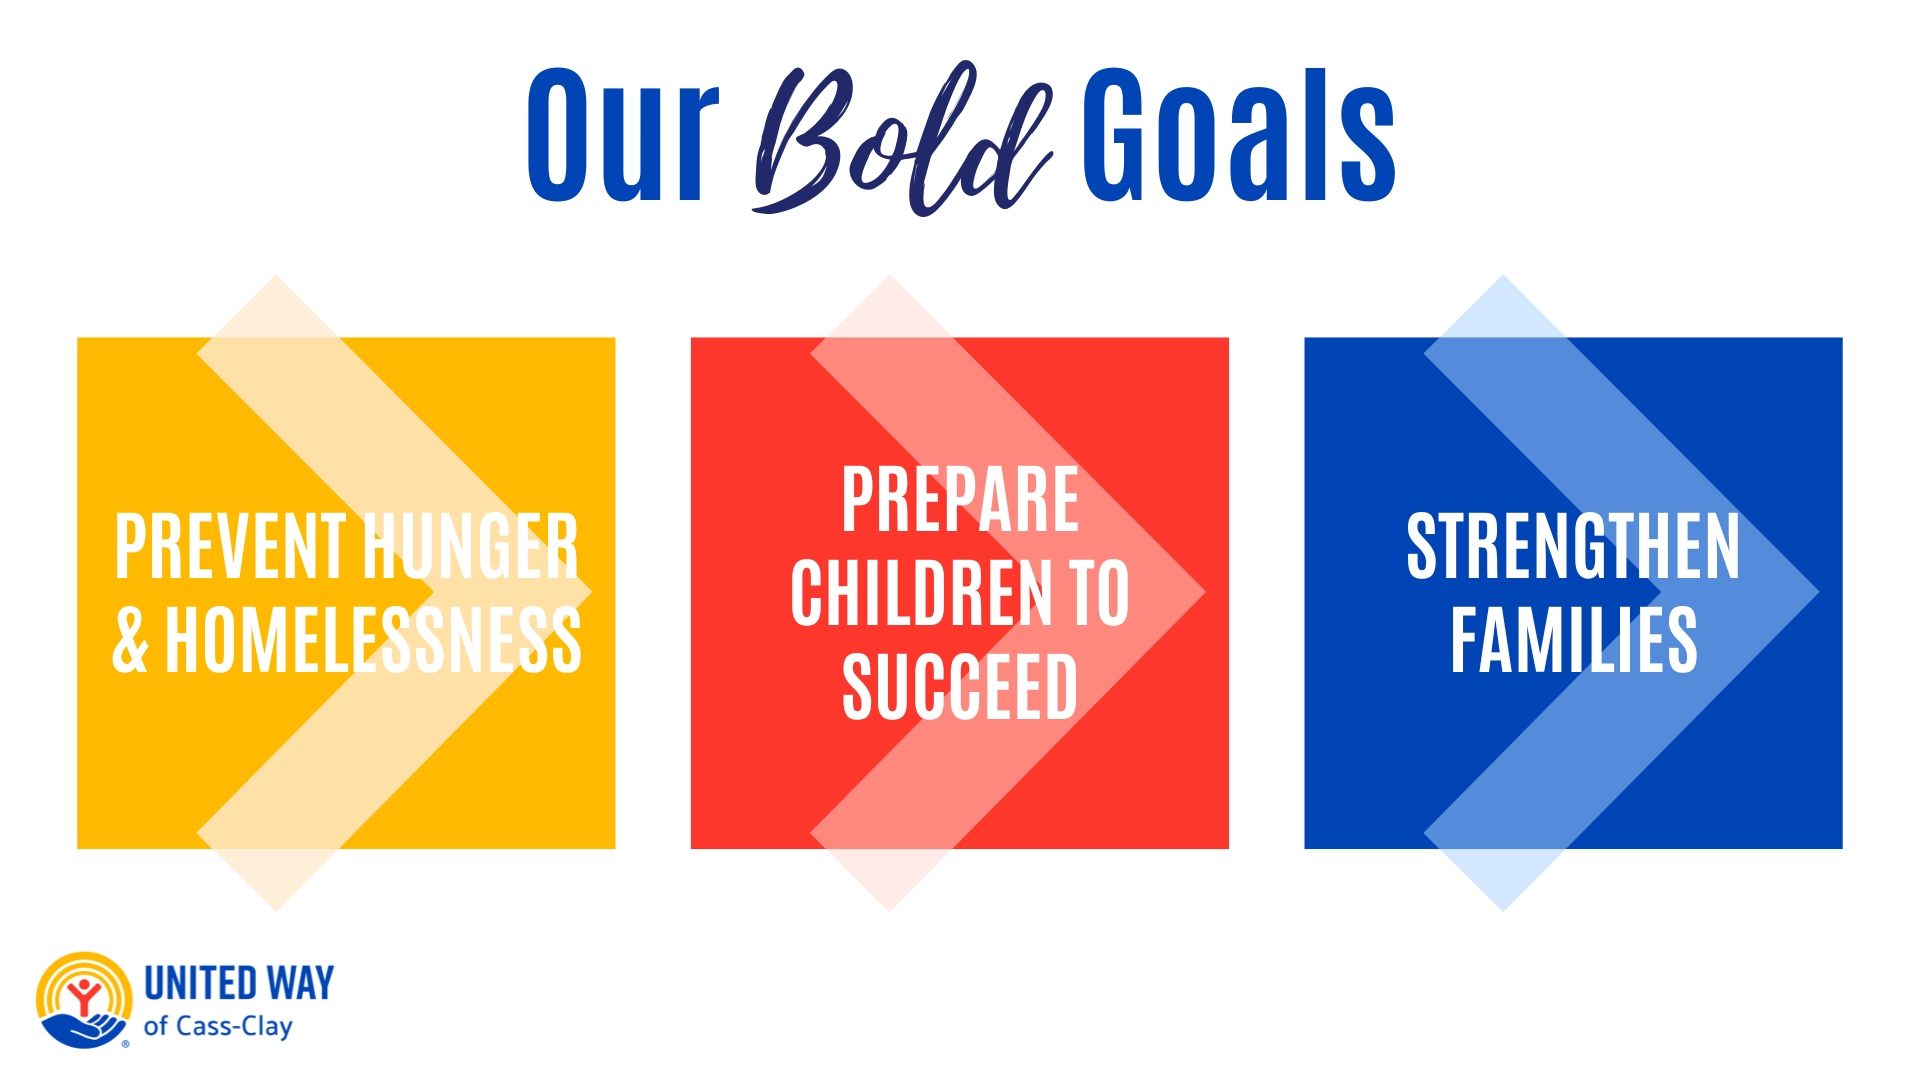 Our Bold Goals
PREVENT HUNGER
& HOMELESSNESS
PREPARE
CHILDREN TO
SUCCEED
STRENGTHEN
FAMILIES
UNITED WAY
of Cass-Clay
®